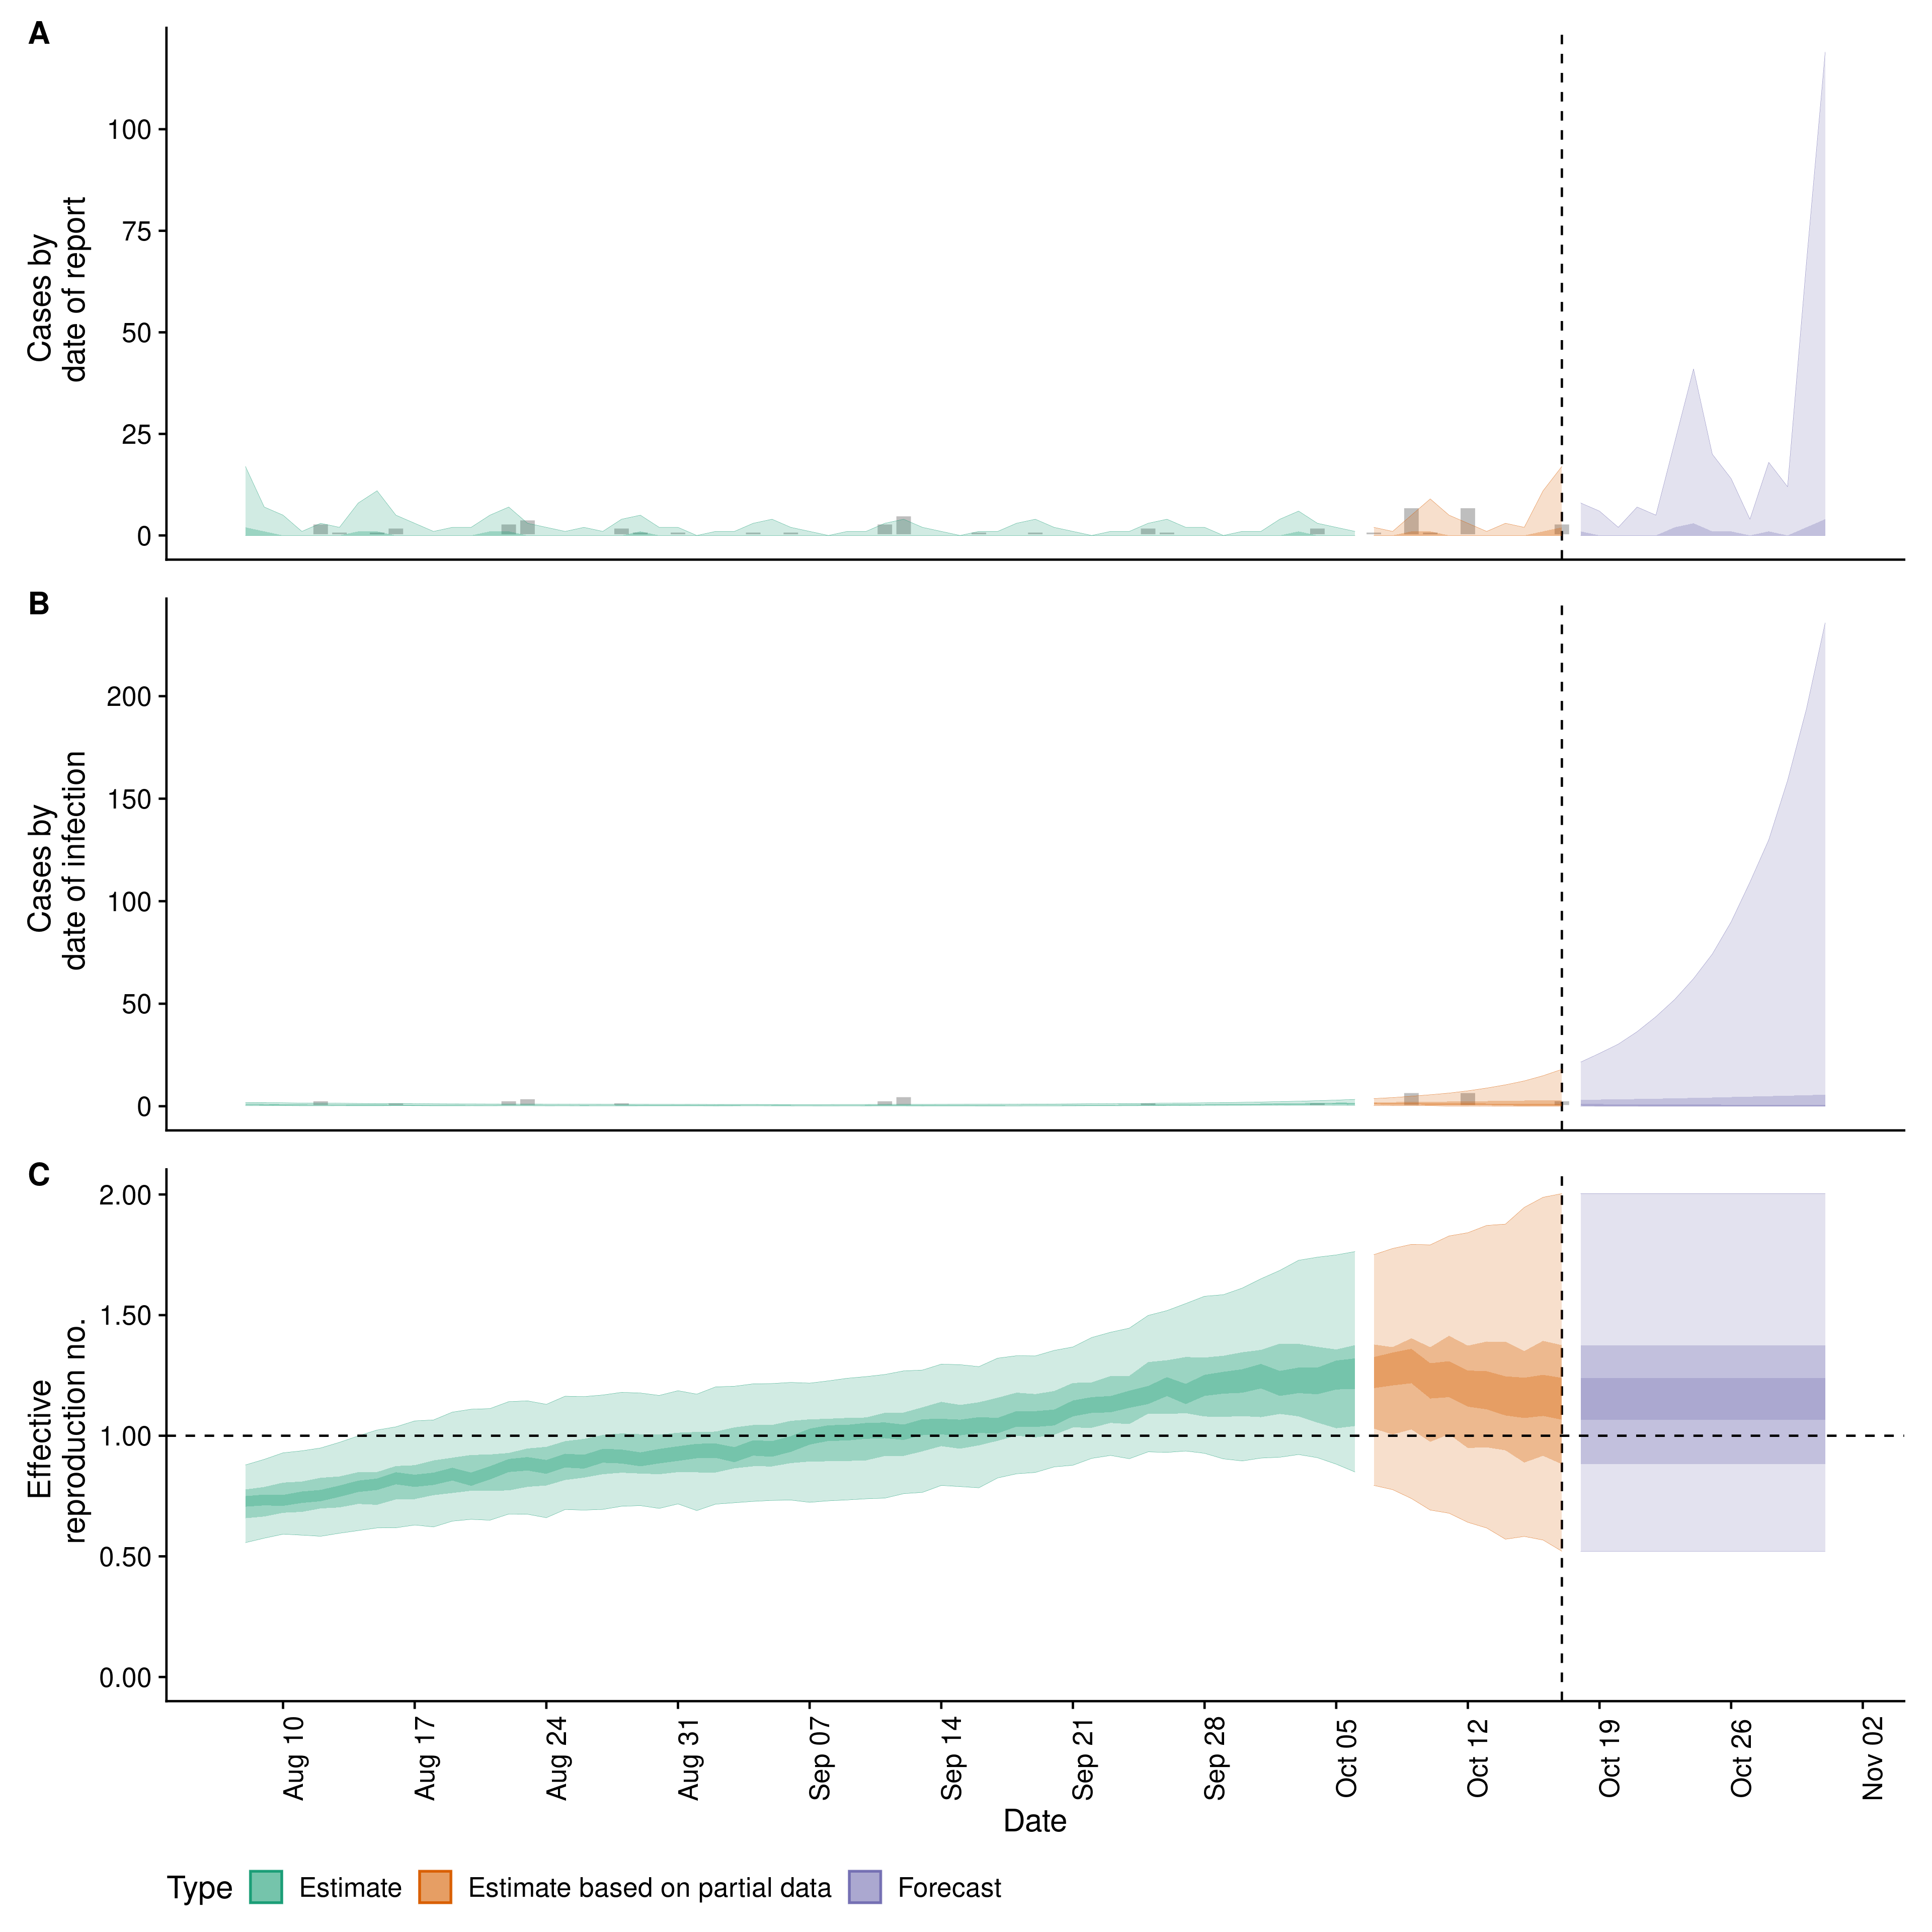 A
Cases by
date of report
100
75
50
25
0
B
Cases by
date of infection
200
150
100
50
0
C
Effective
reproduction no.
2.00
1.50
1.00
0.50
0.00
Aug 10
Aug 17
Aug 24
Aug 31
Sep 07
Sep 14
Sep 21
Sep 28
Oct 05
Oct 12
Oct 19
Oct 26
Nov 02
Date
Type Estimate Estimate based on partial data Forecast